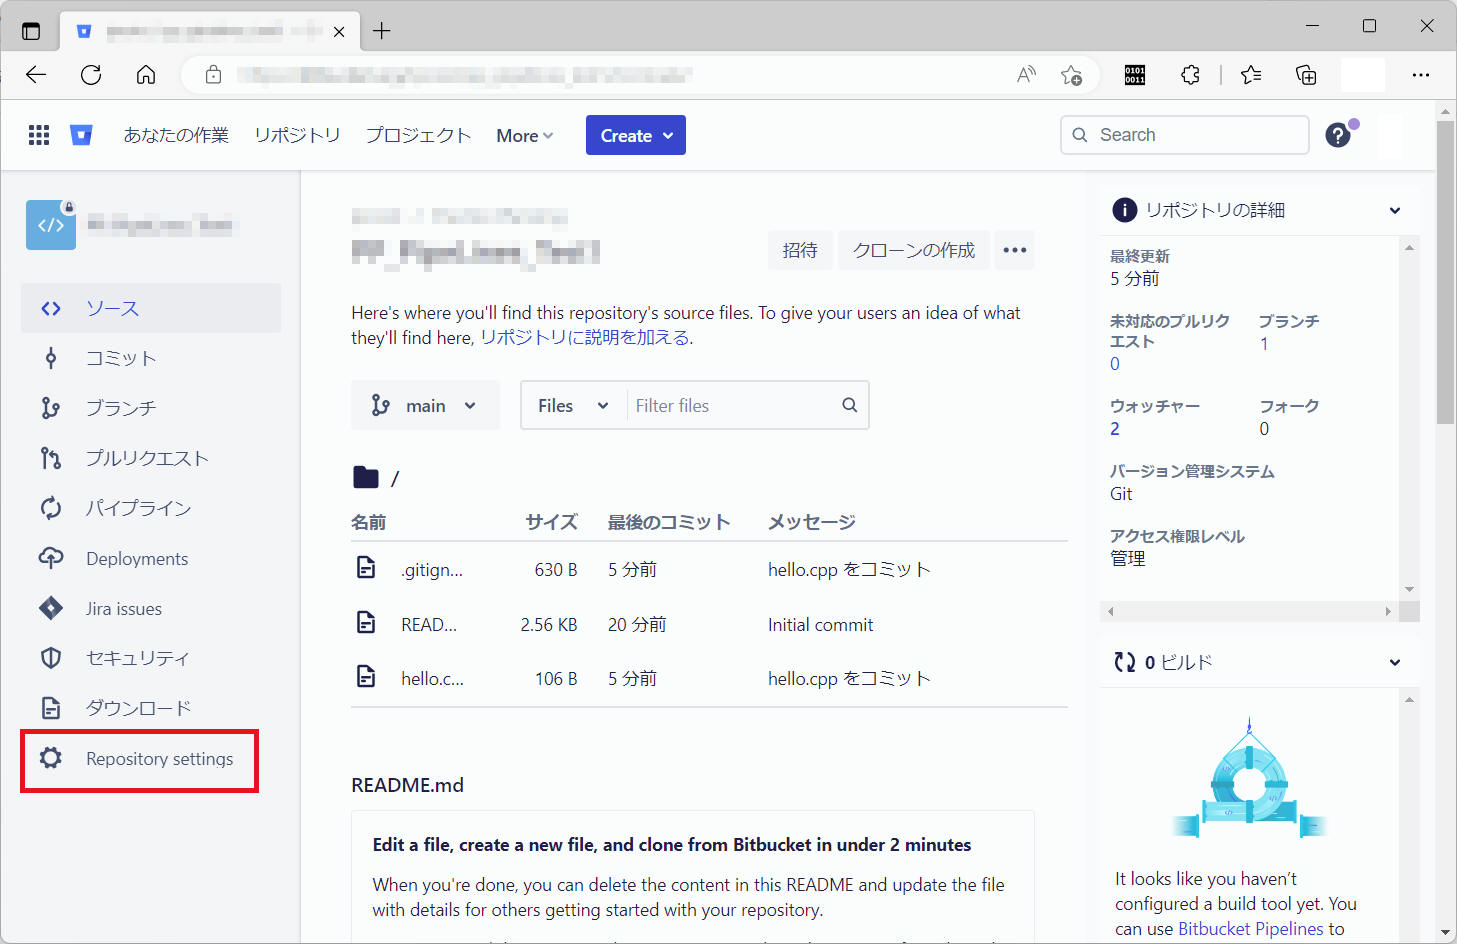 あなたの作業 リポジトリ プロジェクト More Create Search
ソース
コミット
ブランチ
プルリクエスト
パイプライン
Deployments
Jira issues
セキュリティ
ダウンロード
Repository settings
招待 クローンの作成
Here's where you'll find this repository's source files. To give your users an idea of what
they'll find here, リポジトリに説明を加える.
main Files Filter files
/
名前 サイズ 最後のコミット メッセージ
.gitign... 630 B 5 分前 hello.cpp をコミット
READ... 2.56 KB 20 分前 Initial commit
hello.c... 106 B 5 分前 hello.cpp をコミット
README.md
Edit a file, create a new file, and clone from Bitbucket in under 2 minutes
When you're done, you can delete the content in this README and update the file
with details for others getting started with your repository.
リポジトリの詳細
最終更新
5 分前
未対応のプルリク
エスト
0
ブランチ
1
ウォッチャー
2
フォーク
0
バージョン管理システム
Git
アクセス権限レベル
管理
0 ビルド
It looks like you haven't
configured a build tool yet. You
can use Bitbucket Pipelines to